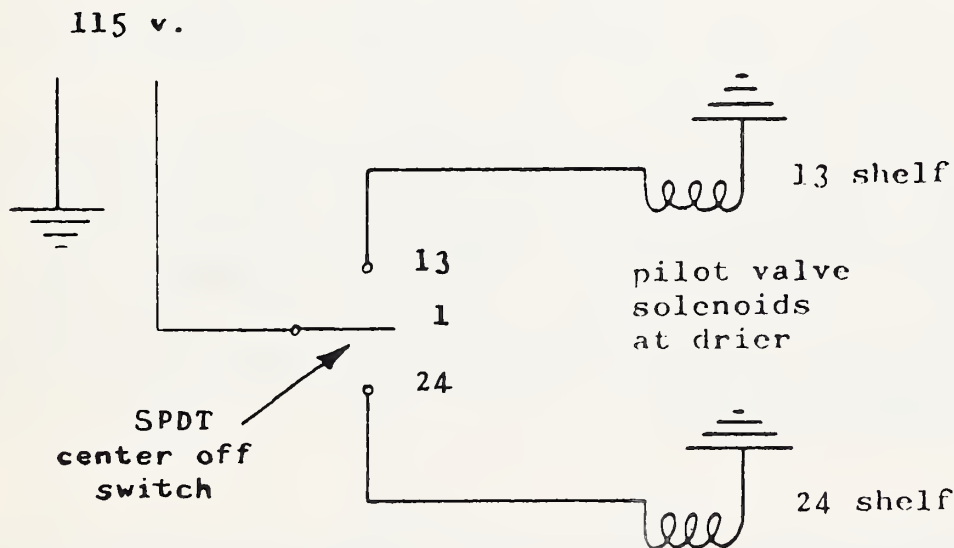 115 v.
13 shelf
13
1
24
pilot valve
solenoids
at drier
SPDT
center off
switch
24 shelf